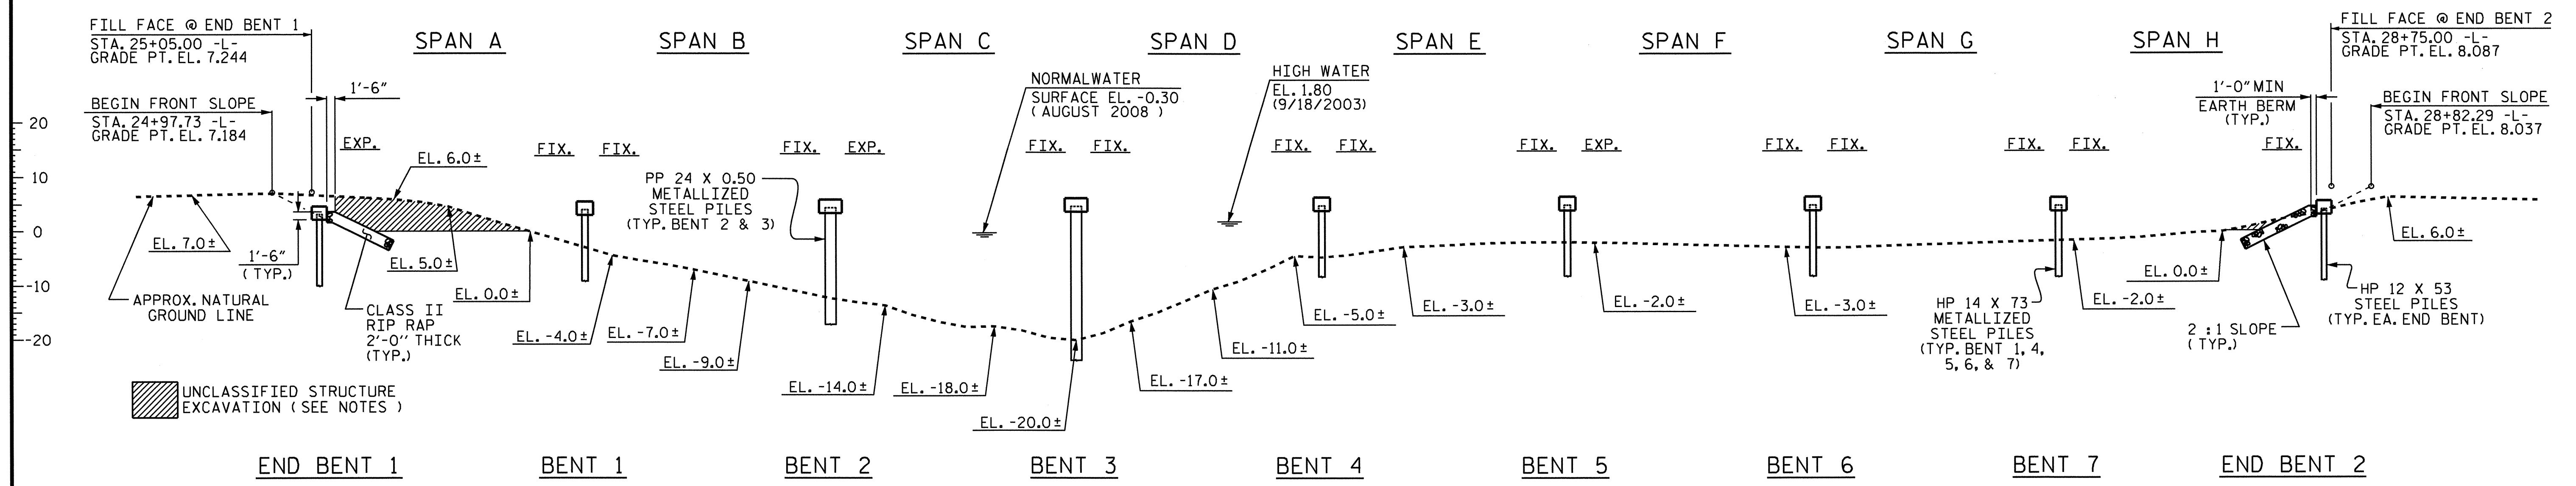 FILL FACE @ END BENT 1
STA. 25+05.00 -L-
GRADE PT. EL. 7.244
SPAN A
SPAN B
SPAN C
SPAN D
SPAN E
SPAN F
SPAN G
SPAN H
FILL FACE @ END BENT 2
STA. 28+75.00 -L-
GRADE PT. EL. 8.087
BEGIN FRONT SLOPE
STA. 24+97.73 -L-
GRADE PT. EL. 7.184
1'-6"
NORMAL WATER
SURFACE EL. -0.30
( AUGUST 2008 )
HIGH WATER
EL. 1.80
(9/18/2003)
1'-0" MIN
EARTH BERM
(TYP.)
BEGIN FRONT SLOPE
STA. 28+82.29 -L-
GRADE PT. EL. 8.037
20
10
0
-10
-20
EXP.
FIX.
FIX.
FIX.
EXP.
FIX.
FIX.
FIX.
FIX.
FIX.
EXP.
FIX.
FIX.
FIX.
FIX.
FIX.
EL. 6.0±
PP 24 X 0.50
METALLIZED
STEEL PILES
(TYP. BENT 2 & 3)
EL. 7.0±
1'-6"
(TYP.)
EL. 5.0±
EL. 0.0±
APPROX. NATURAL
GROUND LINE
CLASS II
RIP RAP
2'-0" THICK
(TYP.)
EL. -4.0±
EL. -7.0±
EL. -9.0±
EL. -14.0±
EL. -18.0±
EL. -20.0±
EL. -17.0±
EL. -11.0±
EL. -5.0±
EL. -3.0±
EL. -2.0±
EL. -3.0±
HP 14 X 73
METALLIZED
STEEL PILES
(TYP. BENT 1, 4,
5, 6, & 7)
EL. -2.0±
EL. 0.0±
2 : 1 SLOPE
(TYP.)
EL. 6.0±
HP 12 X 53
STEEL PILES
(TYP. EA. END BENT)
UNCLASSIFIED STRUCTURE
EXCAVATION ( SEE NOTES )
END BENT 1
BENT 1
BENT 2
BENT 3
BENT 4
BENT 5
BENT 6
BENT 7
END BENT 2